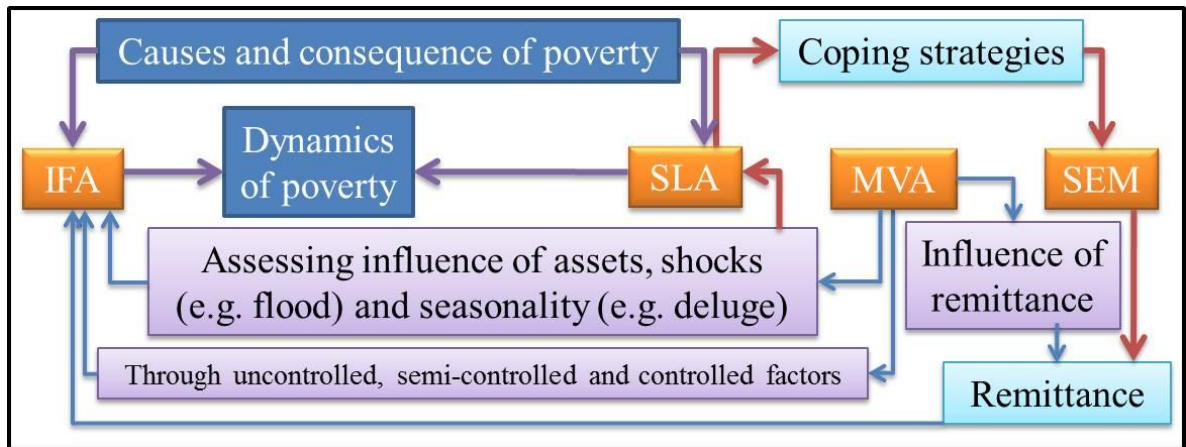 Causes and consequence of poverty
Coping strategies
Dynamics
of poverty
IFA
SLA
MVA
SEM
Assessing influence of assets, shocks
(e.g. flood) and seasonality (e.g. deluge)
Influence of
remittance
Through uncontrolled, semi-controlled and controlled factors
Remittance